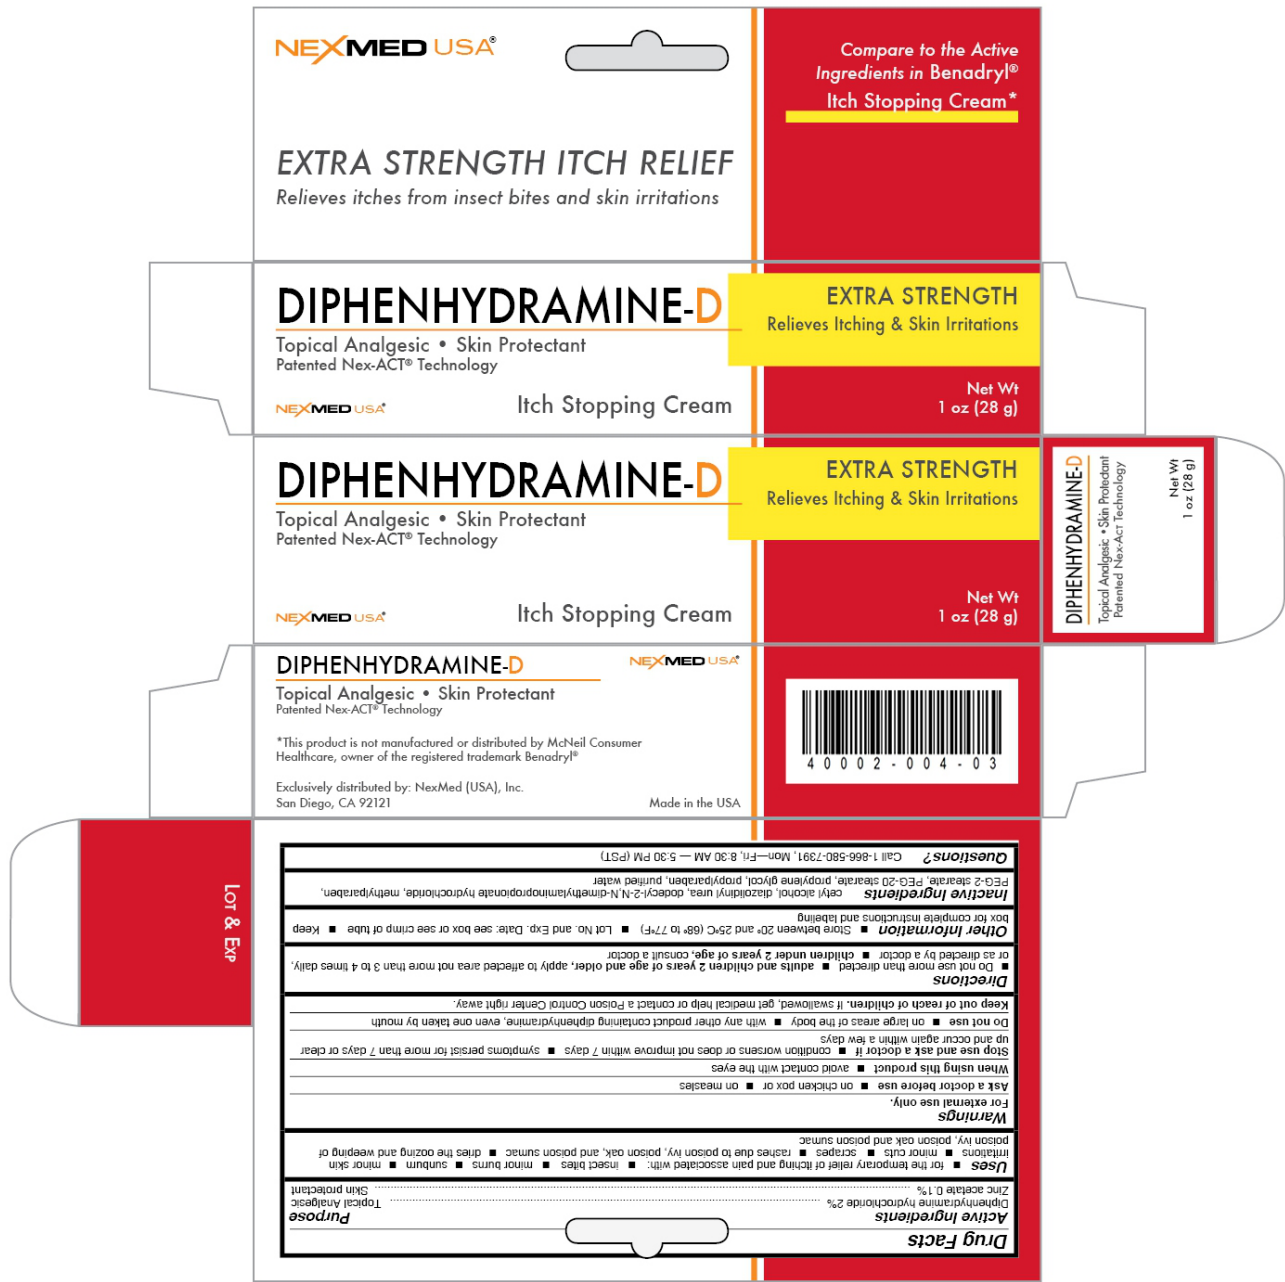 NEXMED USA®
Compare to the Active
Ingredients in Benadryl®
Itch Stopping Cream*
EXTRA STRENGTH ITCH RELIEF
Relieves itches from insect bites and skin irritations
DIPHENHYDRAMINE-D
Topical Analgesic • Skin Protectant
Patented Nex-ACT® Technology
NEXMED USA®
Itch Stopping Cream
EXTRA STRENGTH
Relieves Itching & Skin Irritations
Net Wt
1 oz (28 g)
DIPHENHYDRAMINE-D
Topical Analgesic • Skin Protectant
Patented Nex-ACT® Technology
NEXMED USA®
Itch Stopping Cream
EXTRA STRENGTH
Relieves Itching & Skin Irritations
Net Wt
1 oz (28 g)
DIPHENHYDRAMINE-D
Topical Analgesic • Skin Protectant
Patented Nex-ACT Technology
Net Wt
1 oz (28 g)
DIPHENHYDRAMINE-D
NEXMED USA®
Topical Analgesic • Skin Protectant
Patented Nex-ACT® Technology
*This product is not manufactured or distributed by McNeil Consumer
Healthcare, owner of the registered trademark Benadryl®
Exclusively distributed by: NexMed (USA), Inc.
San Diego, CA 92121
Made in the USA
40002-004-03
LOT & EXP
Drug Facts
Active Ingredients Purpose
Diphenhydramine hydrochloride 2% Topical Analgesic
Zinc acetate 0.1% Skin protectant
Uses ■ for the temporary relief of itching and pain associated with: ■ insect bites ■ minor burns ■ sunburn ■ minor skin
irritations ■ minor cuts ■ scrapes ■ rashes due to poison ivy, poison oak, and poison sumac ■ dries the oozing and weeping of
poison ivy, poison oak and poison sumac
Warnings
For external use only.
Ask a doctor before use ■ on chicken pox or ■ on measles
When using this product ■ avoid contact with the eyes
Stop use and ask a doctor if ■ condition worsens or does not improve within 7 days ■ symptoms persist for more than 7 days or clear
up and occur again within a few days
Do not use ■ on large areas of the body ■ with any other product containing diphenhydramine, even one taken by mouth
Keep out of reach of children. If swallowed, get medical help or contact a Poison Control Center right away.
Directions
■ Do not use more than directed ■ adults and children 2 years of age and older, apply to affected area not more than 3 to 4 times daily,
or as directed by a doctor ■ children under 2 years of age, consult a doctor
Other Information ■ Store between 20° and 25°C (68° to 77°F) ■ Lot No. and Exp. Date: see box or see crimp of tube ■ Keep
box for complete instructions and labeling
Inactive Ingredients cetyl alcohol, diazolidinyl urea, dodecyl-2-N,N-dimethylaminopropionate hydrochloride, methylparaben,
PEG-2 stearate, PEG-20 stearate, propylene glycol, propylparaben, purified water
Questions? Call 1-866-580-7391, Mon—Fri, 8:30 AM — 5:30 PM (PST)